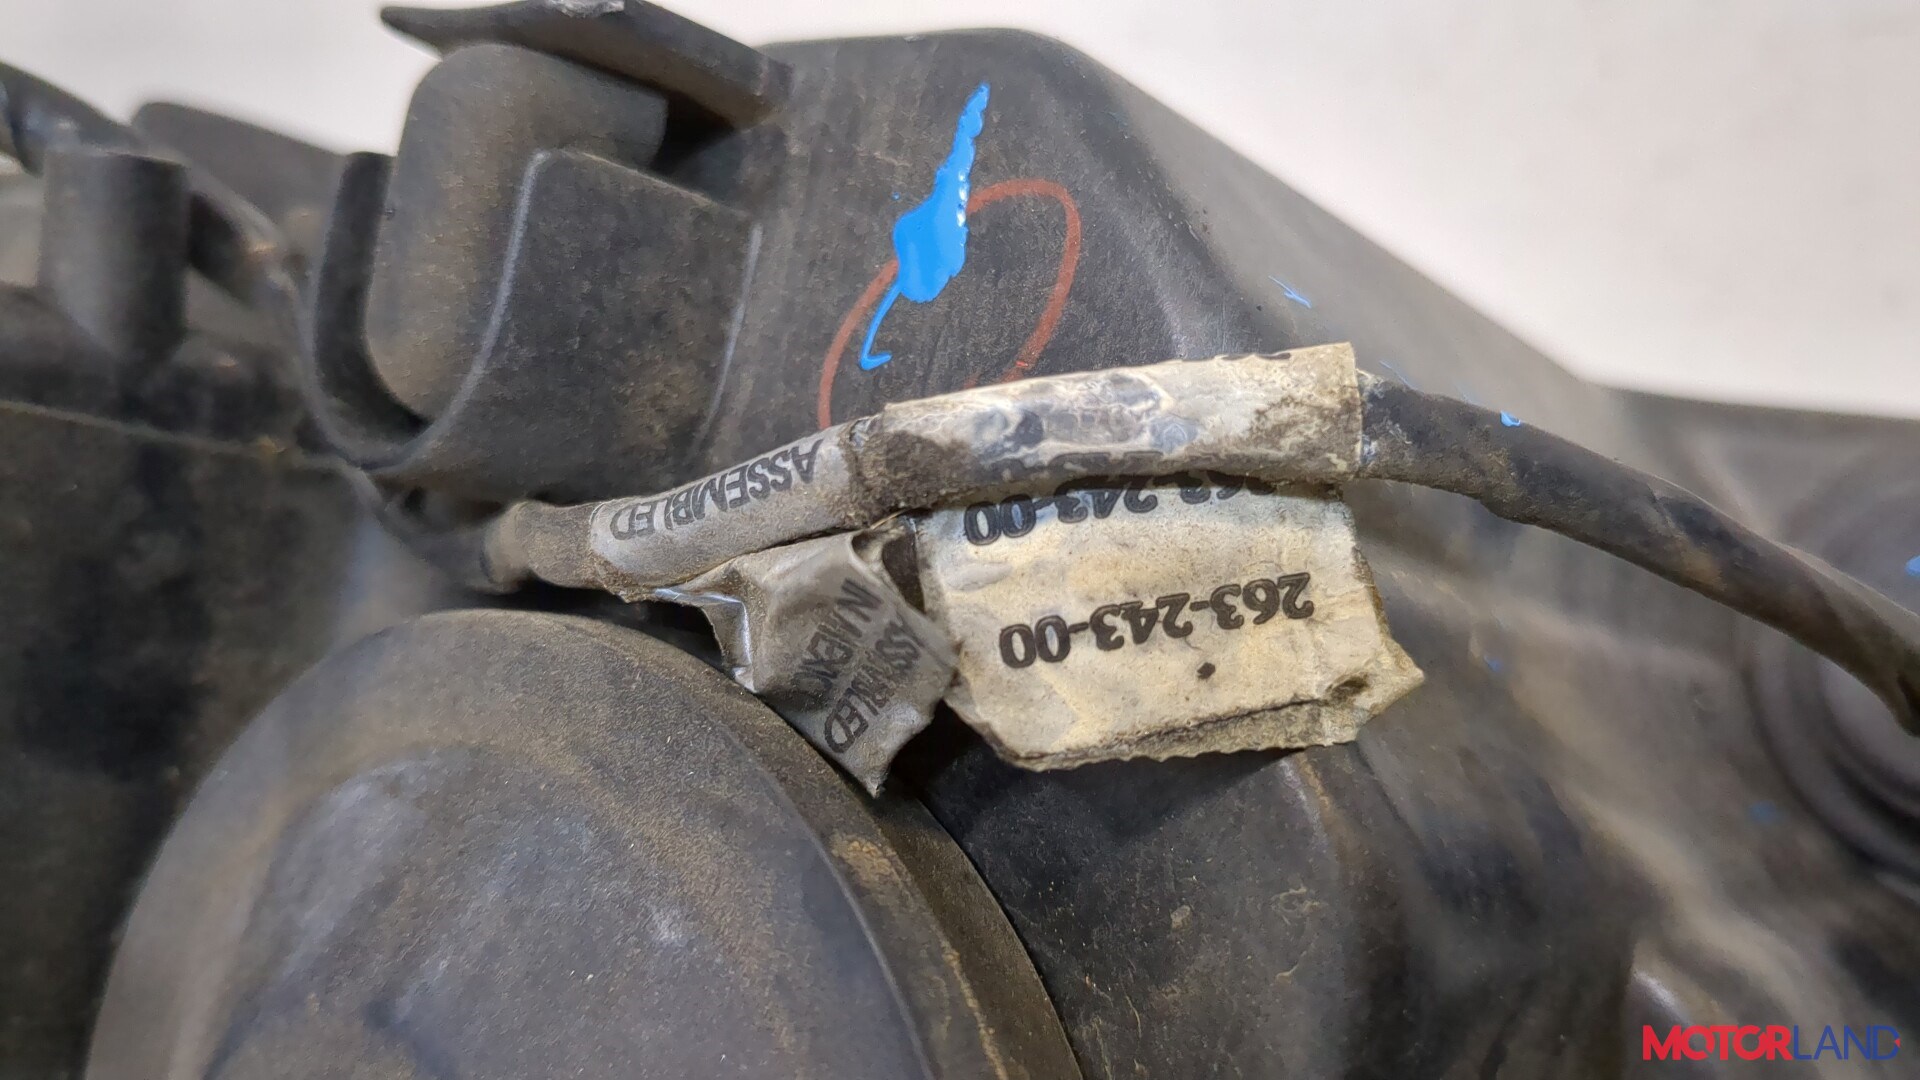 ASSEMBLED
ASSEMBLED
IN MEXICO
263-243-00
263-243-00
MOTORLAND